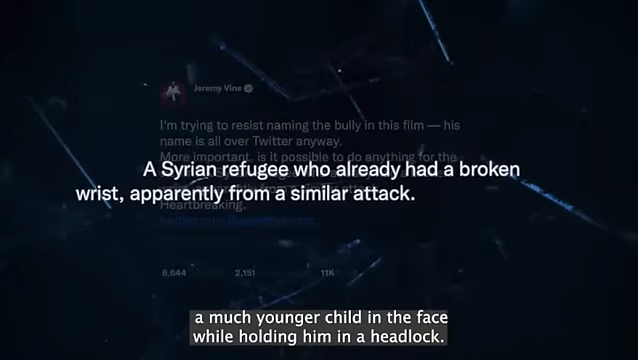 Jeremy Vine
I'm trying to resist naming the bully in this film — his
name is all over Twitter anyway.
More important, is it possible to do anything for the
A Syrian refugee who already had a broken
wrist, apparently from a similar attack.
Heartbreaking.
6,644 2,151 11K
a much younger child in the face
while holding him in a headlock.